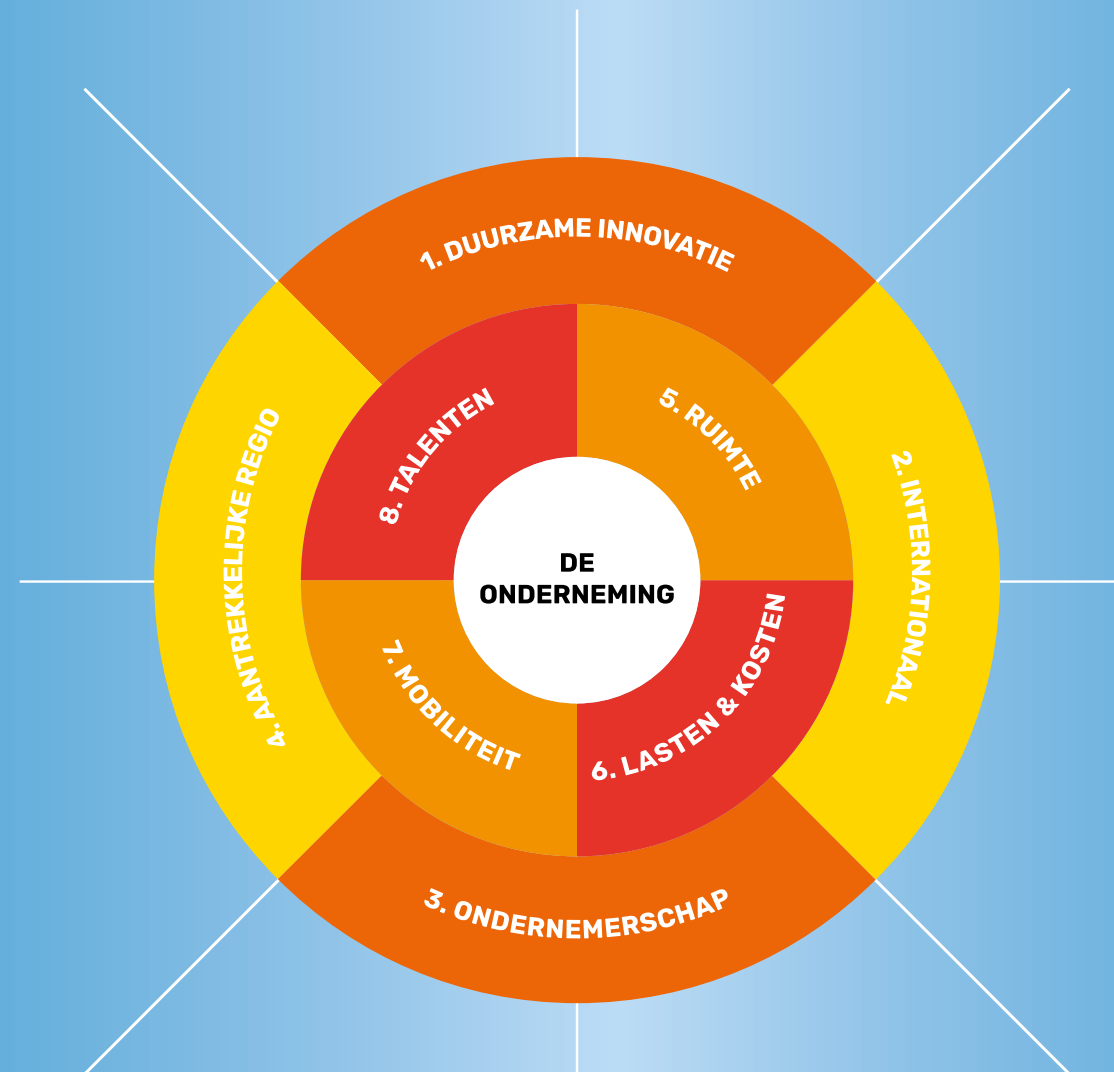 1. DUURZAME INNOVATIE
2. INTERNATIONAAL
3. ONDERNEMERSCHAP
4. AANTREKKELIJKE REGIO
5. RUIMTE
6. LASTEN & KOSTEN
7. MOBILITEIT
8. TALENTEN
DE
ONDERNEMING